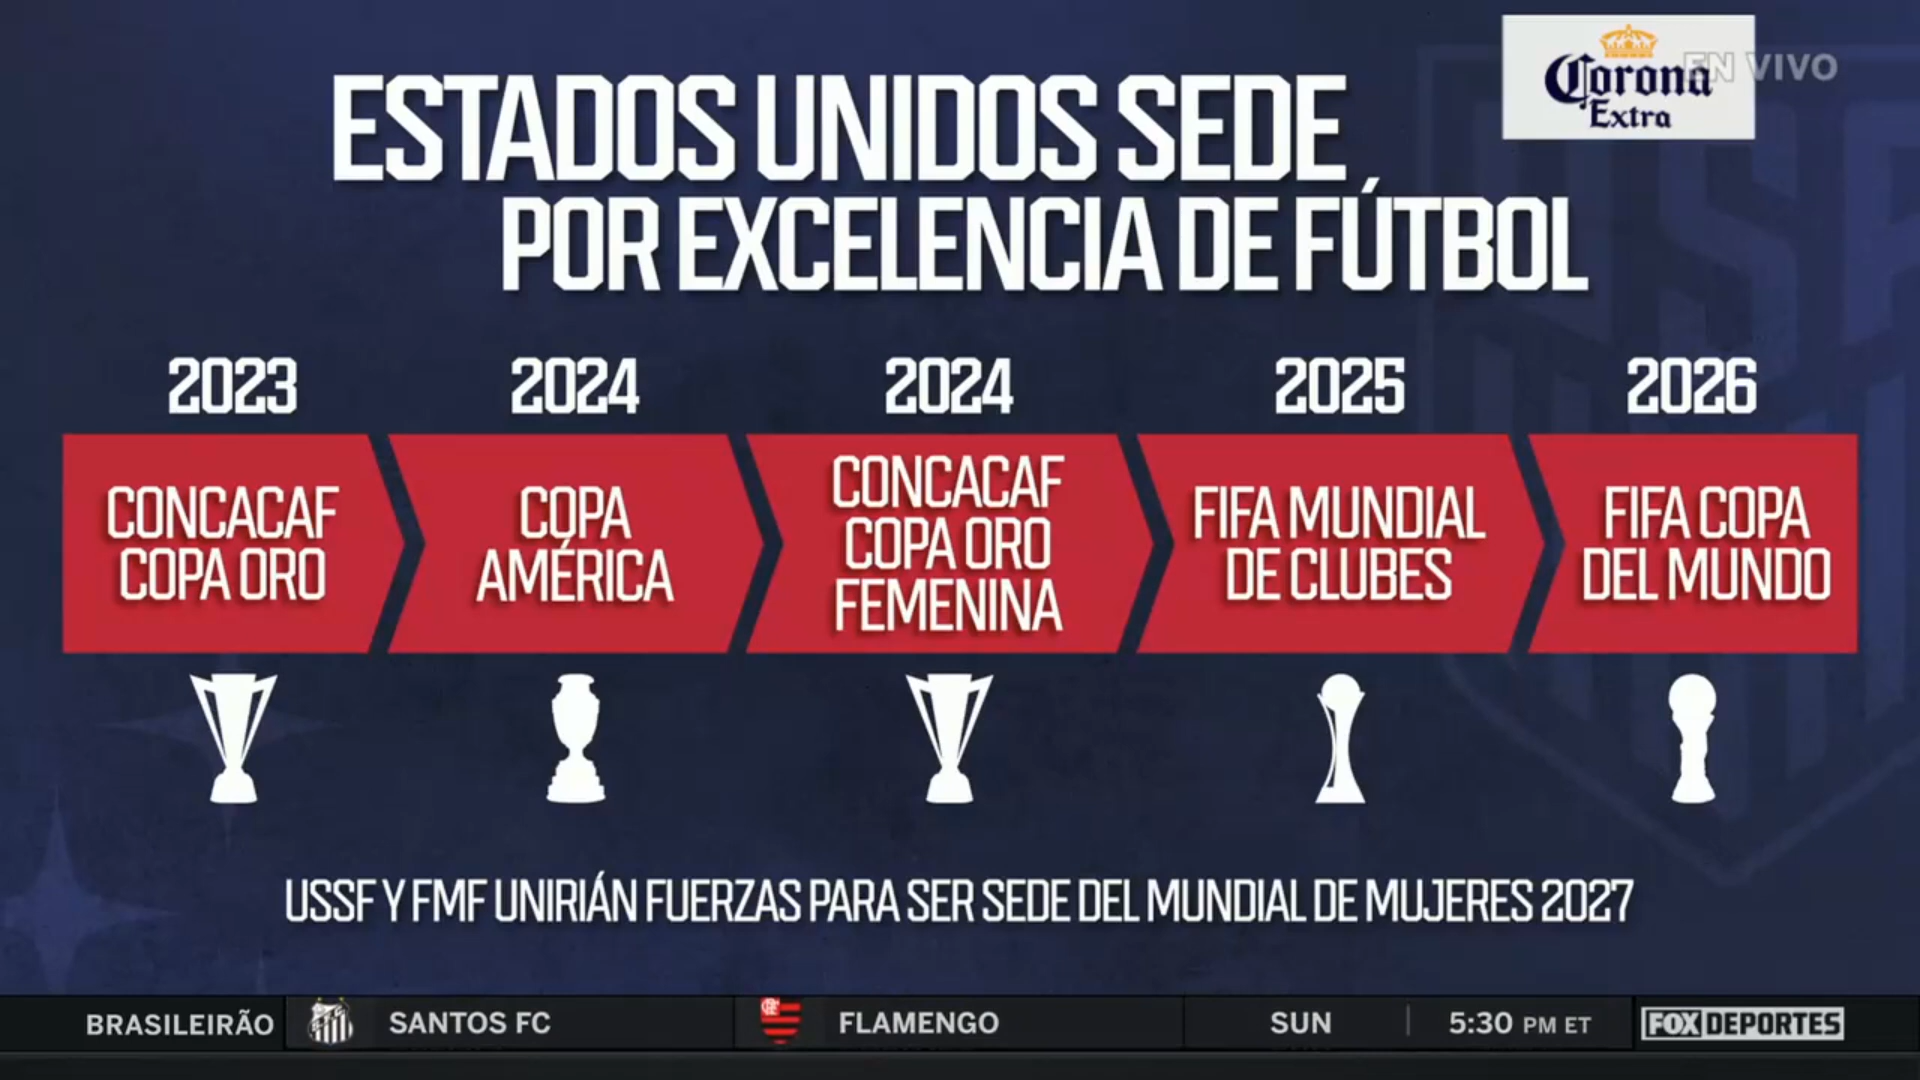 Corona
Extra
EN VIVO
ESTADOS UNIDOS SEDE
POR EXCELENCIA DE FÚTBOL
2023
CONCACAF
COPA ORO
2024
COPA
AMÉRICA
2024
CONCACAF
COPA ORO
FEMENINA
2025
FIFA MUNDIAL
DE CLUBES
2026
FIFA COPA
DEL MUNDO
USSF Y FMF UNIRIÁN FUERZAS PARA SER SEDE DEL MUNDIAL DE MUJERES 2027
BRASILEIRÃO SANTOS FC FLAMENGO SUN 5:30 PM ET FOX DEPORTES